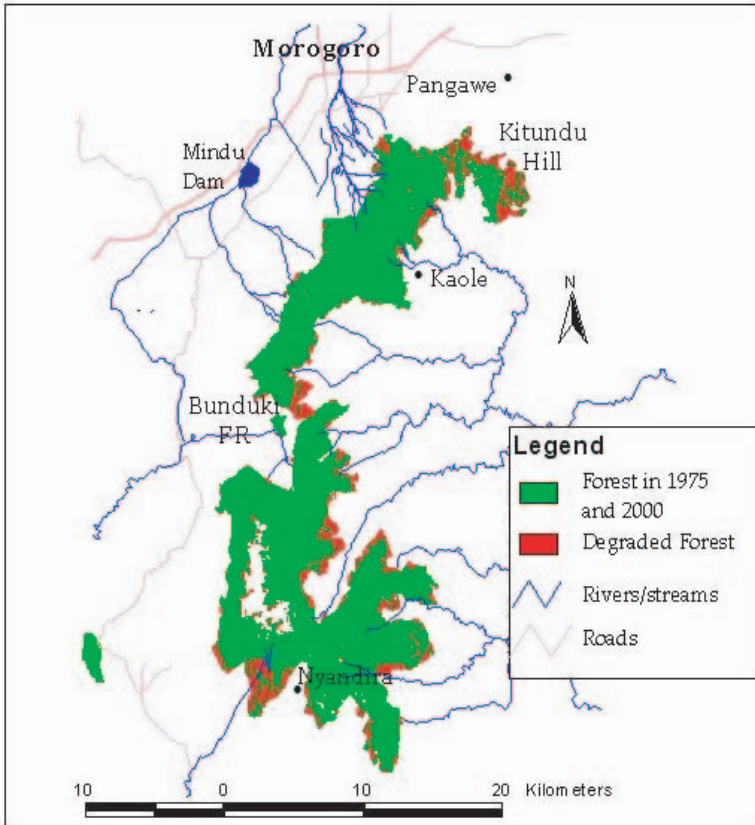 Morogoro
Pangawe
Kitundu
Hill
Mindu
Dam
Kaole
N
Bunduki
FR
Legend
Forest in 1975
and 2000
Degraded Forest
Rivers/streams
Roads
Nyandira
10 0 10 20 Kilometers